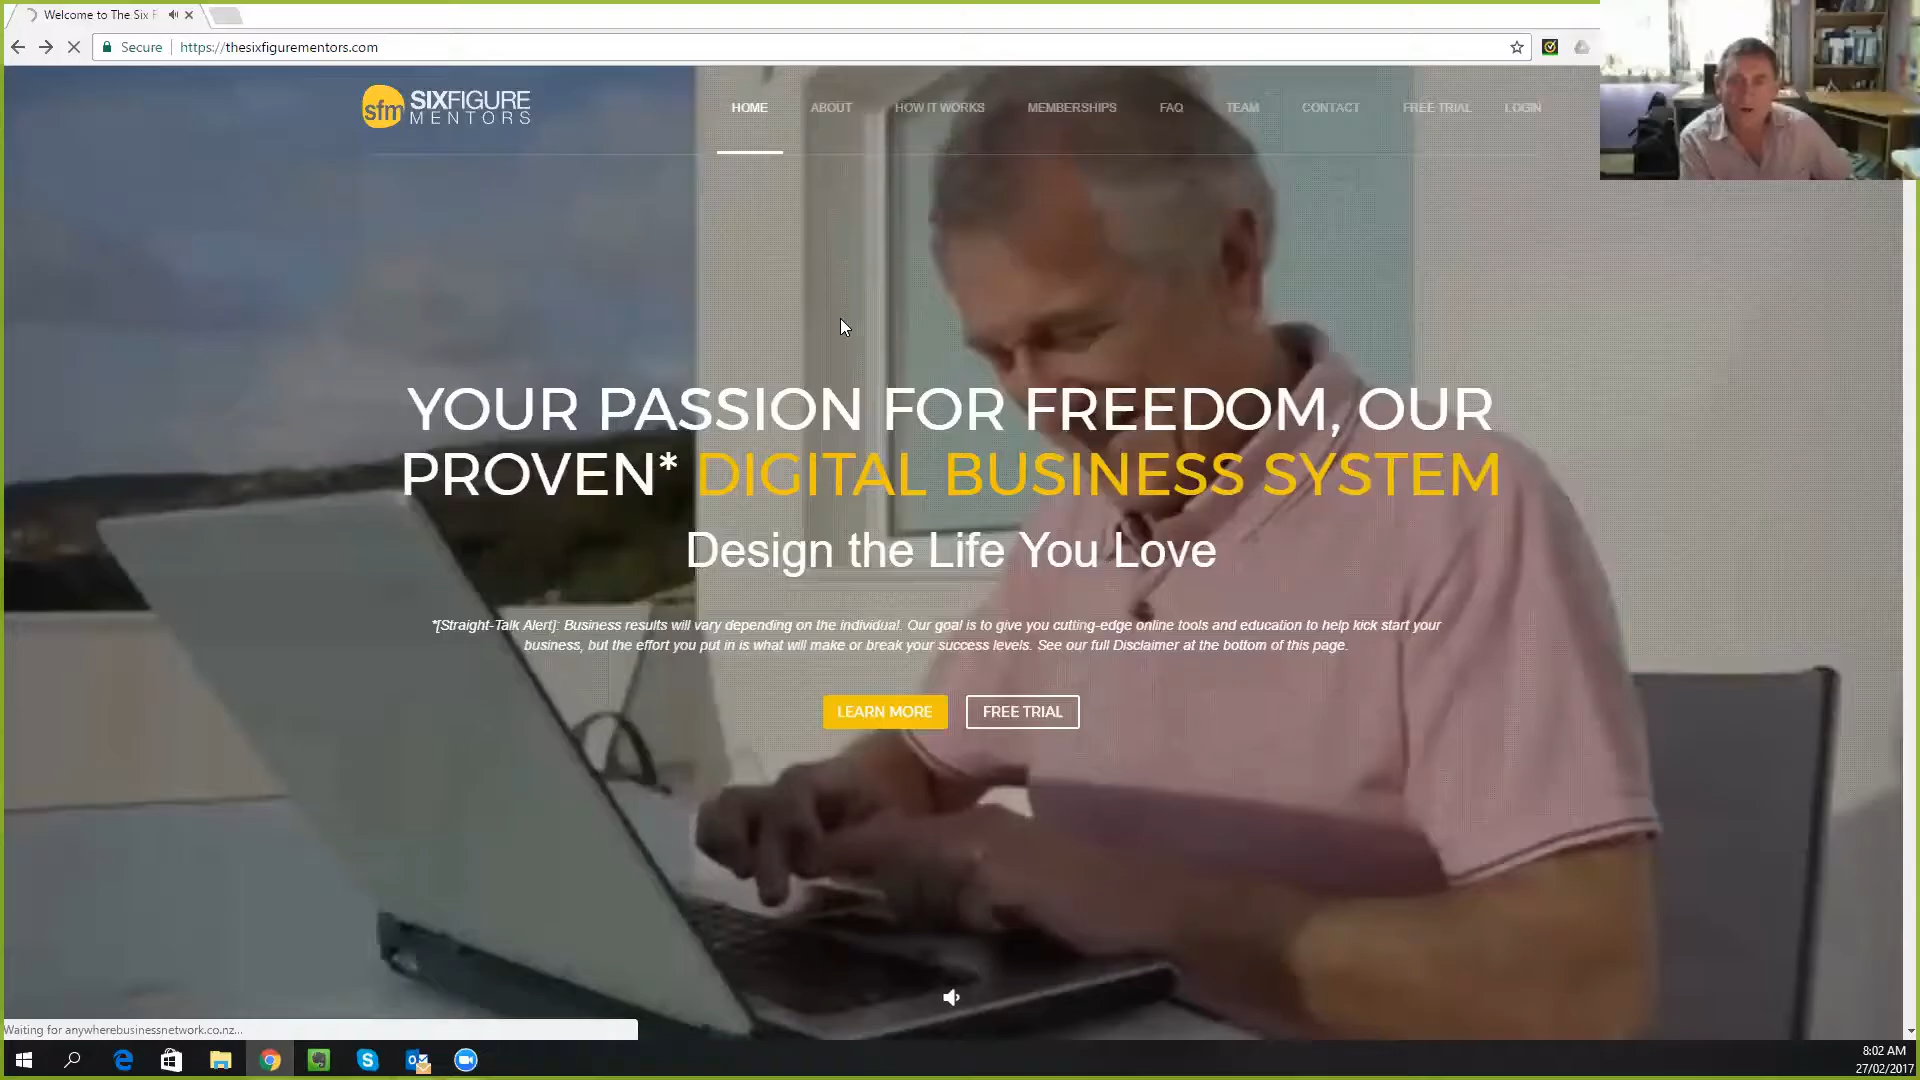 Welcome to The Six F
Secure https://thesixfigurementors.com
sfm SIXFIGURE
MENTORS
HOME ABOUT HOW IT WORKS MEMBERSHIPS FAQ TEAM CONTACT FREE TRIAL LOGIN
YOUR PASSION FOR FREEDOM, OUR
PROVEN* DIGITAL BUSINESS SYSTEM
Design the Life You Love
*[Straight-Talk Alert]: Business results will vary depending on the individual. Our goal is to give you cutting-edge online tools and education to help kick start your
business, but the effort you put in is what will make or break your success levels. See our full Disclaimer at the bottom of this page.
LEARN MORE FREE TRIAL
Waiting for anywherebusinessnetwork.co.nz...
8:02 AM
27/02/2017